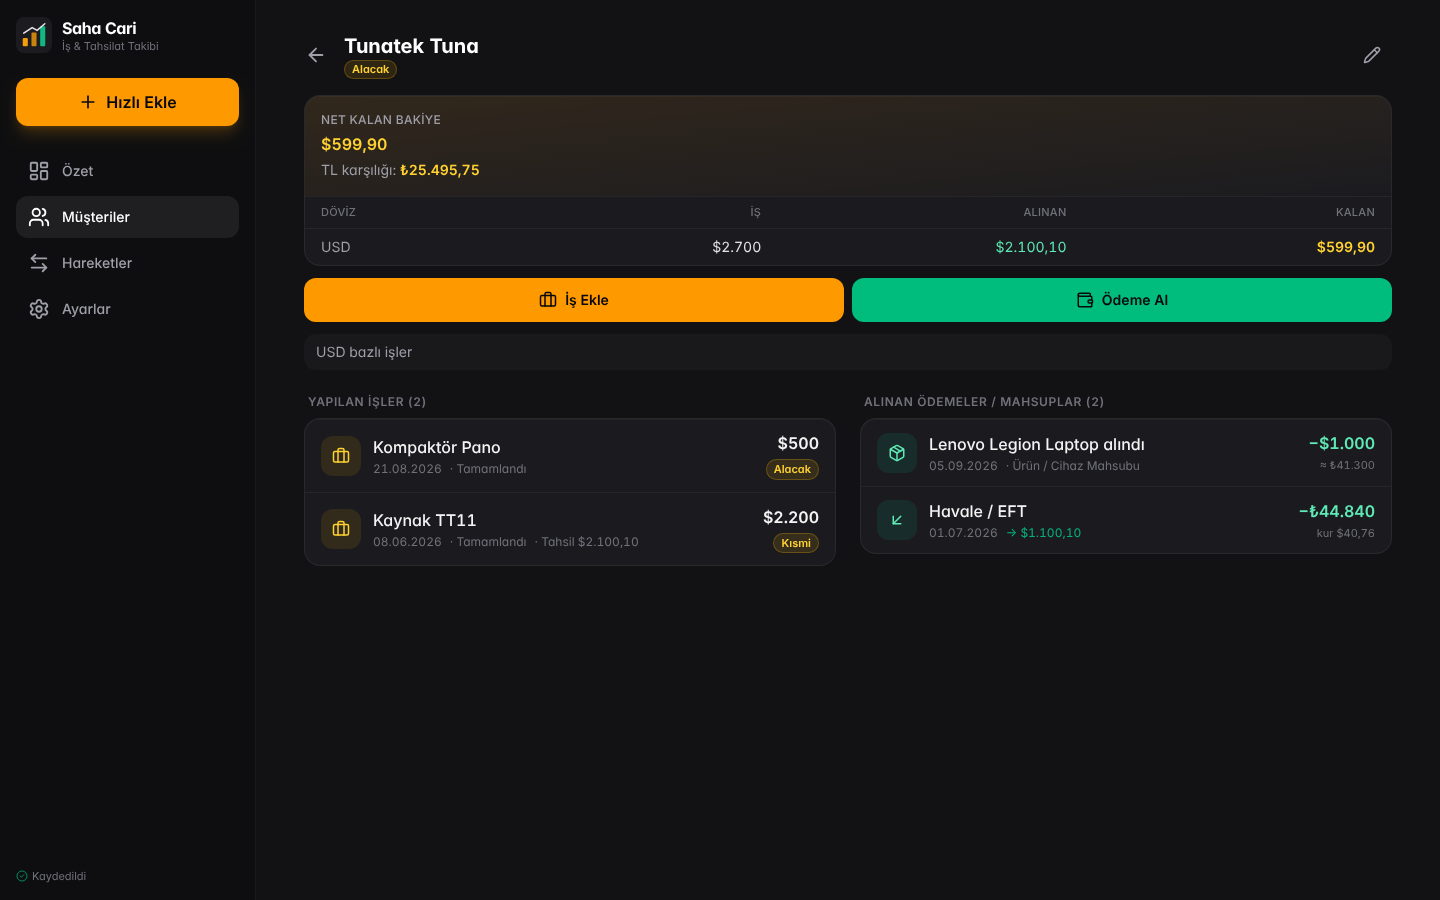 Saha Cari
İş & Tahsilat Takibi
Hızlı Ekle
Özet
Müşteriler
Hareketler
Ayarlar
Kaydedildi
Tunatek Tuna
Alacak
NET KALAN BAKİYE
$599,90
TL karşılığı: ₺25.495,75
DÖVİZ İŞ ALINAN KALAN
USD $2.700 $2.100,10 $599,90
İş Ekle
Ödeme Al
USD bazlı işler
YAPILAN İŞLER (2)
Kompaktör Pano $500
21.08.2026 · Tamamlandı Alacak
Kaynak TT11 $2.200
08.06.2026 · Tamamlandı · Tahsil $2.100,10 Kısmi
ALINAN ÖDEMELER / MAHSUPLAR (2)
Lenovo Legion Laptop alındı −$1.000
05.09.2026 · Ürün / Cihaz Mahsubu ≈ ₺41.300
Havale / EFT −₺44.840
01.07.2026 → $1.100,10 kur $40,76